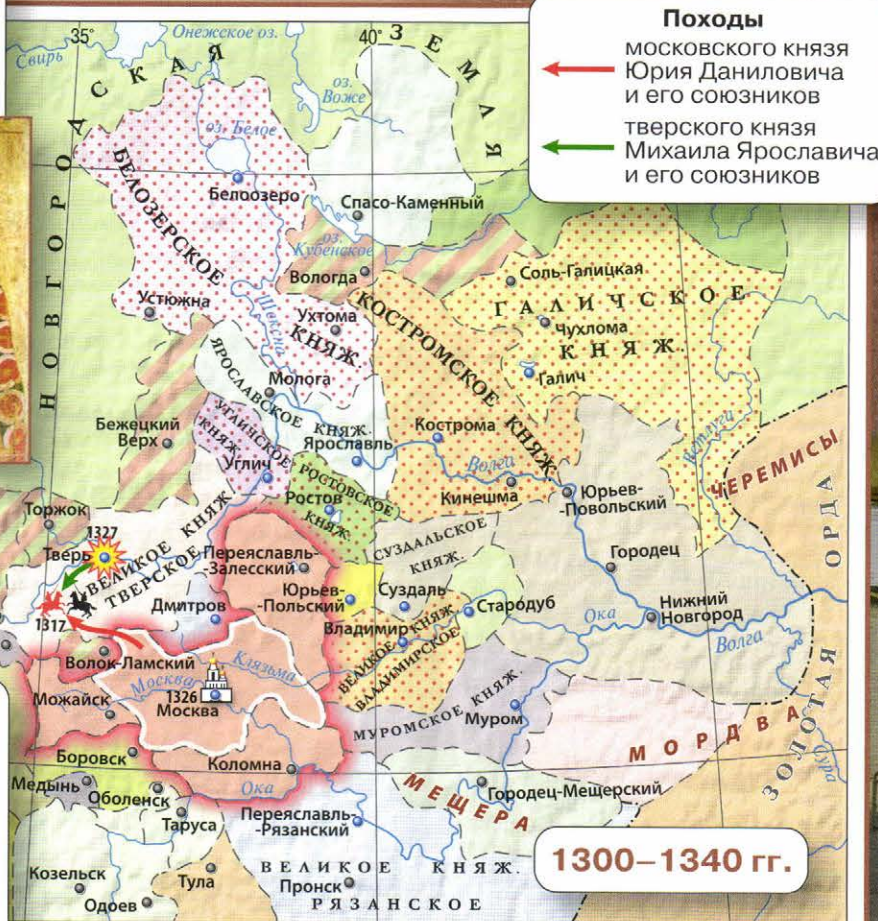 Походы
московского князя
Юрия Даниловича
и его союзников
тверского князя
Михаила Ярославича
и его союзников
35°
40°
Онежское оз.
Свирь
НОВГОРОДСКАЯ
ЗЕМЛЯ
оз.
Воже
оз. Белое
БЕЛОЗЕРСКОЕ
КНЯЖ.
Белоозеро
Спасо-Каменный
оз.
Кубенское
Вологда
Соль-Галицкая
ГАЛИЧСКОЕ
КНЯЖ.
Чухлома
Галич
Устюжна
Шексна
Ухтома
КОСТРОМСКОЕ КНЯЖ.
ЯРОСЛАВСКОЕ КНЯЖ.
Молога
Ветлуга
Бежецкий
Верх
УГЛИЧСКОЕ
КНЯЖ.
Углич
Ярославль
Кострома
Волга
Кинешма
ЧЕРЕМИСЫ
РОСТОВСКОЕ
КНЯЖ.
Ростов
Юрьев-
-Повольский
Торжок
1327
Тверь
ВЕЛИКОЕ КНЯЖ.
ТВЕРСКОЕ
Переяславль-
-Залесский
СУЗДАЛЬСКОЕ
КНЯЖ.
Городец
ЗОЛОТАЯ ОРДА
1317
Дмитров
Юрьев-
-Польский
Суздаль
Стародуб
Ока
Нижний
Новгород
Волга
Владимир
ВЕЛИКОЕ КНЯЖ.
ВЛАДИМИРСКОЕ
Волок-Ламский
Клязьма
Москва
1326
Москва
Можайск
МУРОМСКОЕ КНЯЖ.
Муром
МОРДВА
Сура
Боровск
Коломна
Ока
МЕЩЕРА
Городец-Мещерский
Медынь
Оболенск
Таруса
Переяславль-
-Рязанский
ВЕЛИКОЕ КНЯЖ.
РЯЗАНСКОЕ
Козельск
Тула
Пронск
Одоев
1300–1340 гг.